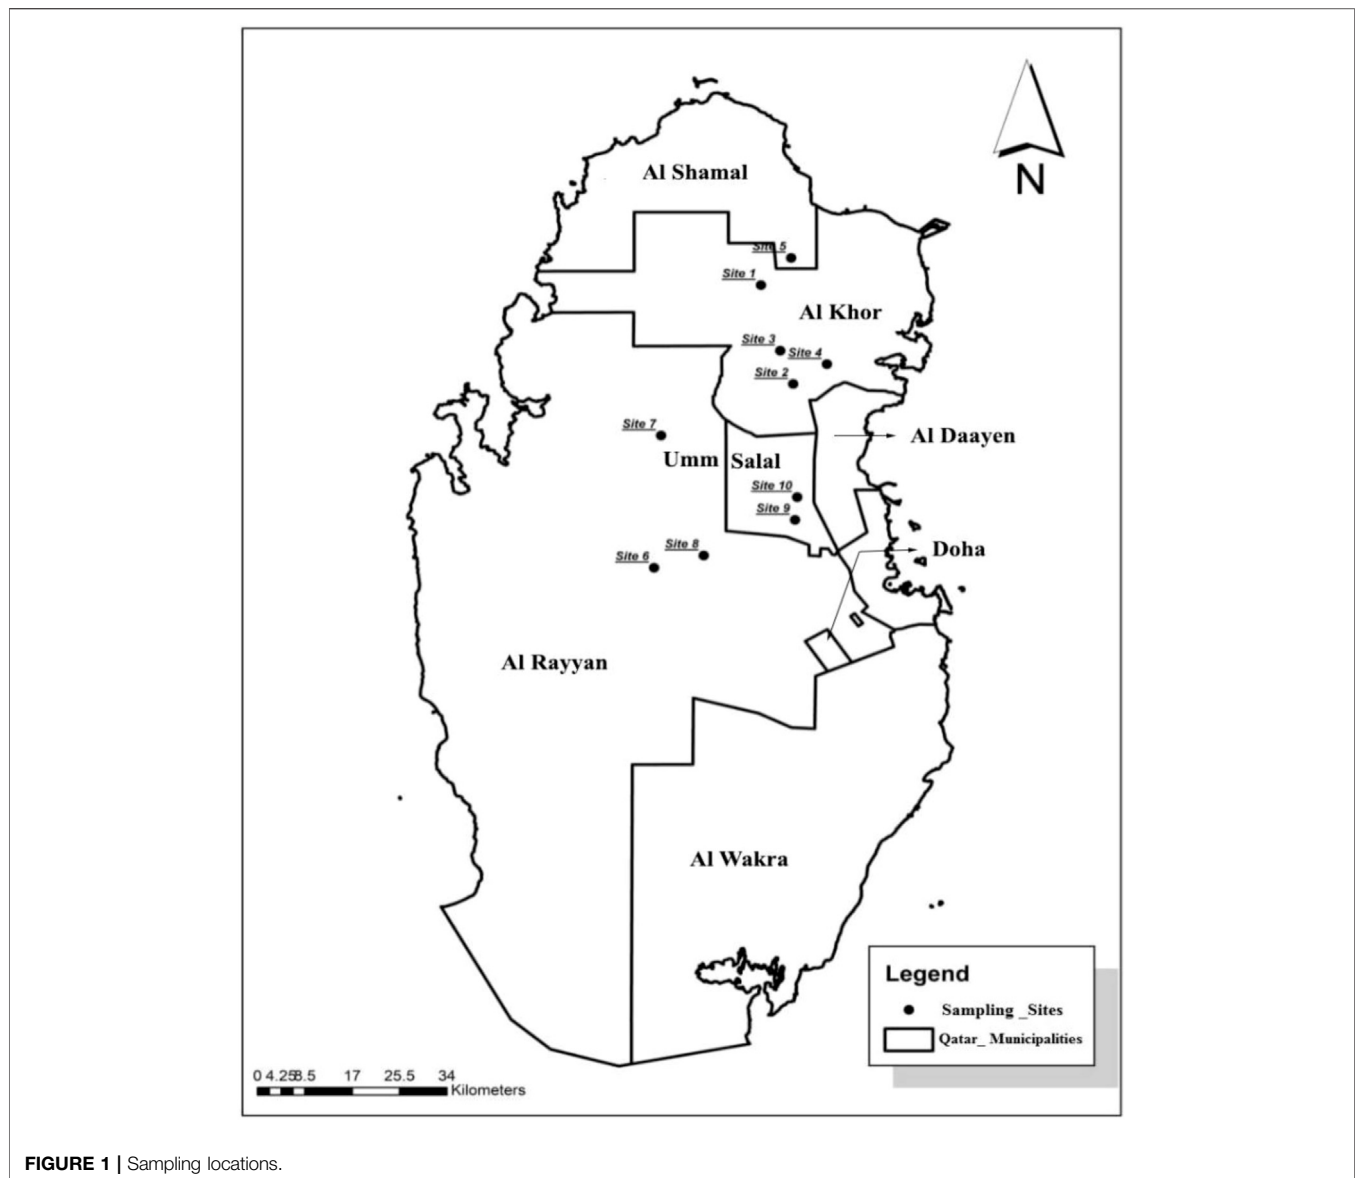 Al Shamal
N
Site 5
Site 1
Al Khor
Site 3
Site 4
Site 2
Site 7
Al Daayen
Umm Salal
Site 10
Site 9
Doha
Site 8
Site 6
Al Rayyan
Al Wakra
Legend
Sampling _Sites
Qatar_ Municipalities
0 4.25 8.5 17 25.5 34
Kilometers
FIGURE 1 | Sampling locations.